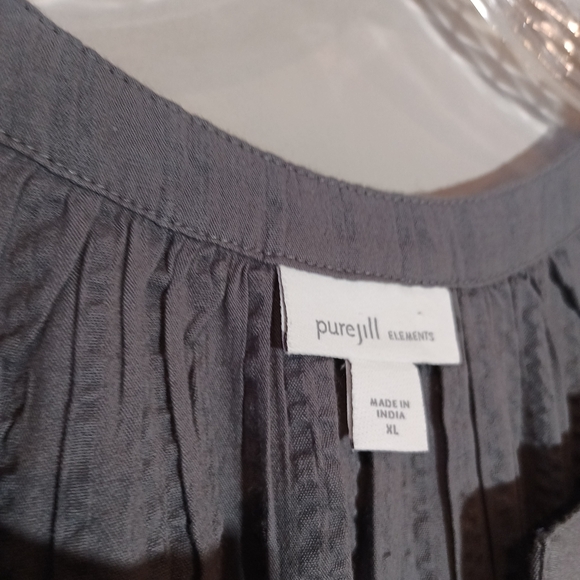 purejill ELEMENTS
MADE IN
INDIA
XL